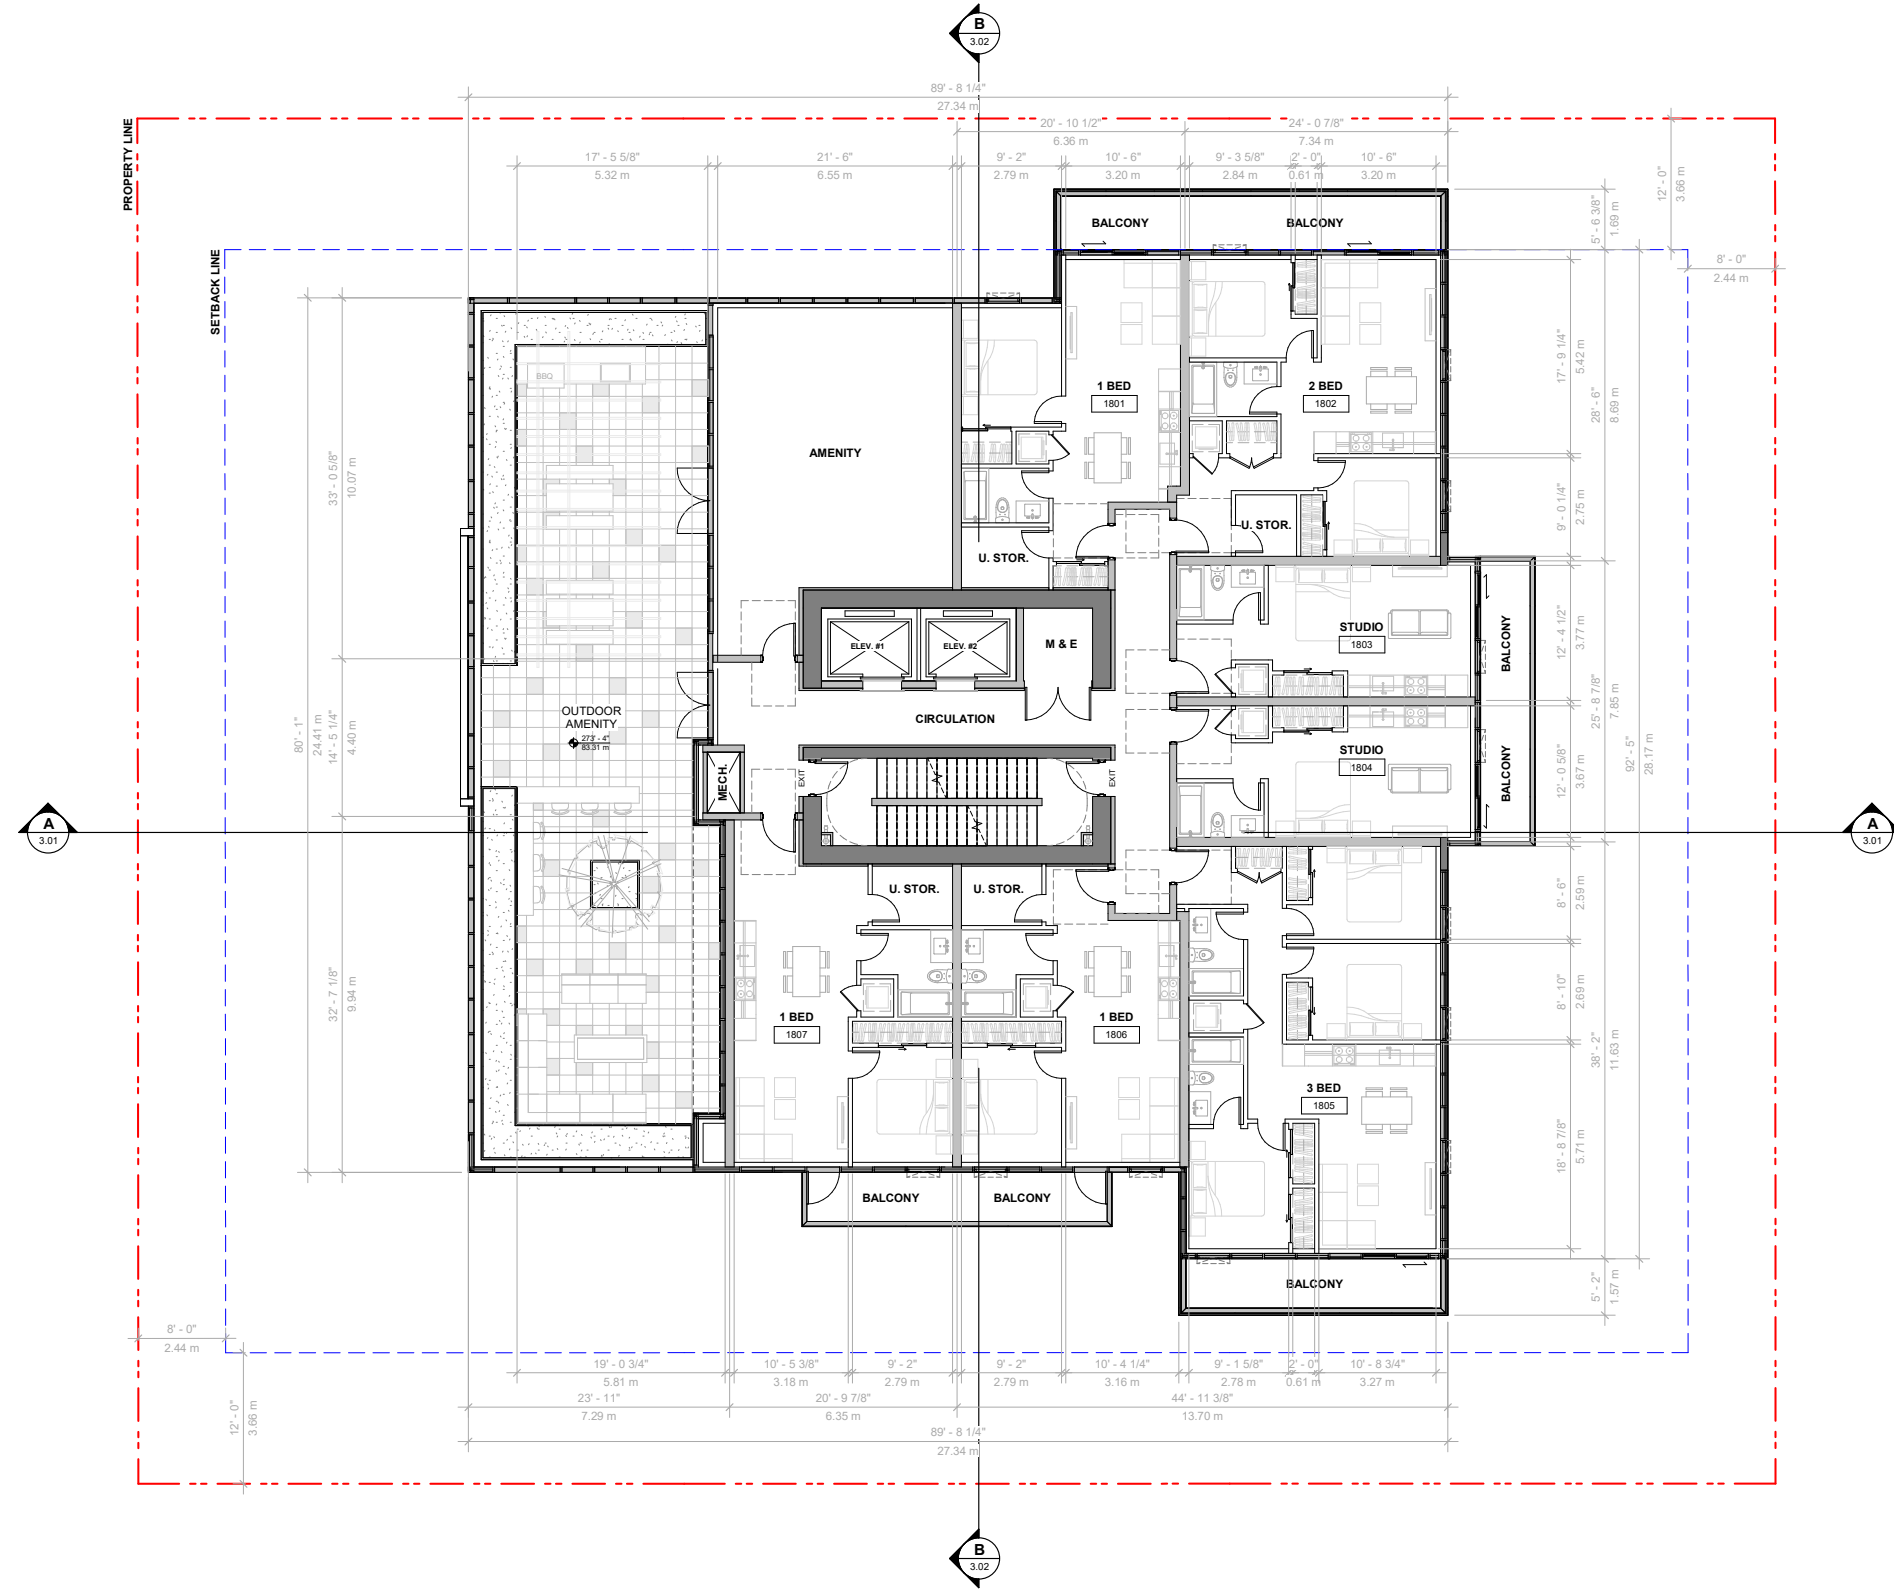 B
3.02
89' - 8 1/4"
27.34 m
20' - 10 1/2"
6.36 m
24' - 0 7/8"
7.34 m
17' - 5 5/8"
5.32 m
21' - 6"
6.55 m
9' - 2"
2.79 m
10' - 6"
3.20 m
9' - 3 5/8"
2.84 m
2' - 0"
0.61 m
10' - 6"
3.20 m
12' - 0"
3.66 m
PROPERTY LINE
SETBACK LINE
BALCONY
BALCONY
5' - 6 3/8"
1.69 m
8' - 0"
2.44 m
BBQ
AMENITY
1 BED
1801
2 BED
1802
17' - 9 1/4"
5.42 m
28' - 6"
8.69 m
33' - 0 5/8"
10.07 m
9' - 0 1/4"
2.75 m
U. STOR.
U. STOR.
ELEV. #1
ELEV. #2
M & E
STUDIO
1803
BALCONY
12' - 4 1/2"
3.77 m
25' - 8 7/8"
7.85 m
OUTDOOR
AMENITY
273' - 4"
83.31 m
CIRCULATION
80' - 1"
24.41 m
14' - 5 1/4"
4.40 m
STUDIO
1804
BALCONY
12' - 0 5/8"
3.67 m
92' - 5"
28.17 m
MECH.
EXIT
EXIT
A
3.01
A
3.01
U. STOR.
U. STOR.
8' - 6"
2.59 m
32' - 7 1/8"
9.94 m
8' - 10"
2.69 m
1 BED
1807
1 BED
1806
3 BED
1805
38' - 2"
11.63 m
18' - 8 7/8"
5.71 m
BALCONY
BALCONY
BALCONY
5' - 2"
1.57 m
8' - 0"
2.44 m
12' - 0"
3.66 m
19' - 0 3/4"
5.81 m
10' - 5 3/8"
3.18 m
9' - 2"
2.79 m
9' - 2"
2.79 m
10' - 4 1/4"
3.16 m
9' - 1 5/8"
2.78 m
2' - 0"
0.61 m
10' - 8 3/4"
3.27 m
23' - 11"
7.29 m
20' - 9 7/8"
6.35 m
44' - 11 3/8"
13.70 m
89' - 8 1/4"
27.34 m
B
3.02